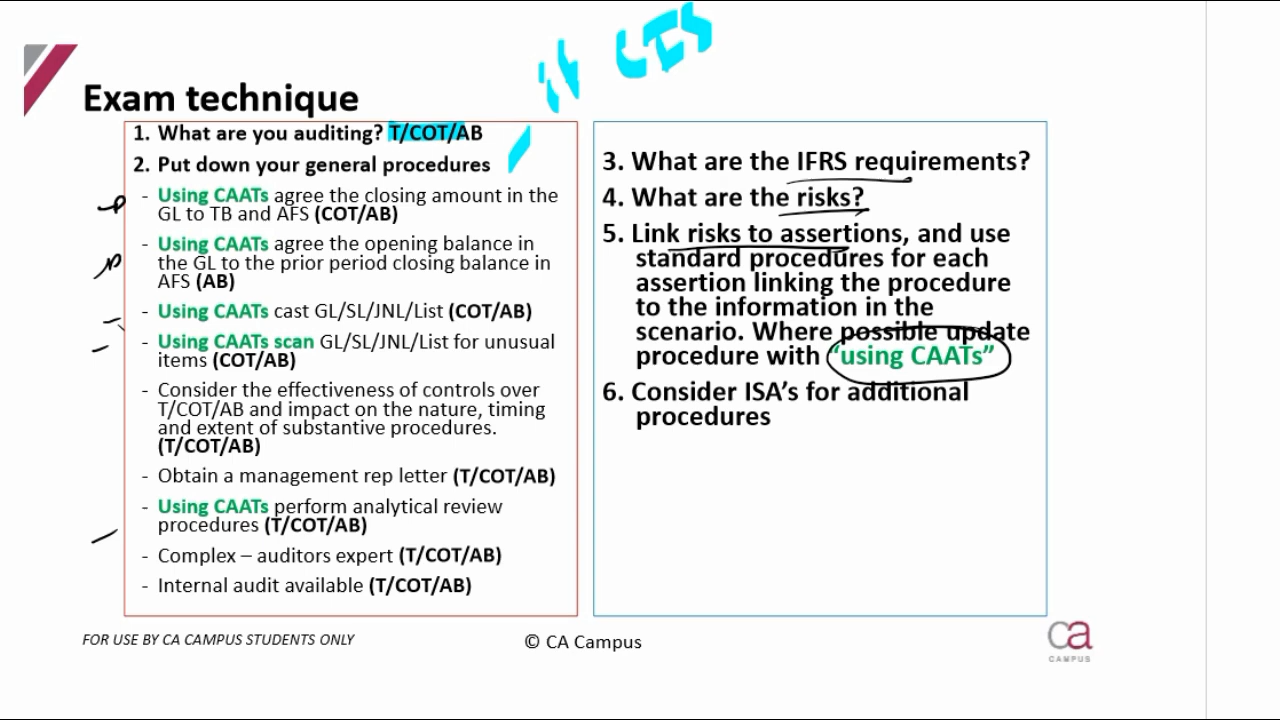 Exam technique
1. What are you auditing? T/COT/AB
2. Put down your general procedures
- Using CAATs agree the closing amount in the
GL to TB and AFS (COT/AB)
- Using CAATs agree the opening balance in
the GL to the prior period closing balance in
AFS (AB)
- Using CAATs cast GL/SL/JNL/List (COT/AB)
- Using CAATs scan GL/SL/JNL/List for unusual
items (COT/AB)
- Consider the effectiveness of controls over
T/COT/AB and impact on the nature, timing
and extent of substantive procedures.
(T/COT/AB)
- Obtain a management rep letter (T/COT/AB)
- Using CAATs perform analytical review
procedures (T/COT/AB)
- Complex – auditors expert (T/COT/AB)
- Internal audit available (T/COT/AB)
3. What are the IFRS requirements?
4. What are the risks?
5. Link risks to assertions, and use
standard procedures for each
assertion linking the procedure
to the information in the
scenario. Where possible update
procedure with “using CAATs”
6. Consider ISA’s for additional
procedures
FOR USE BY CA CAMPUS STUDENTS ONLY
© CA Campus
ca
CAMPUS